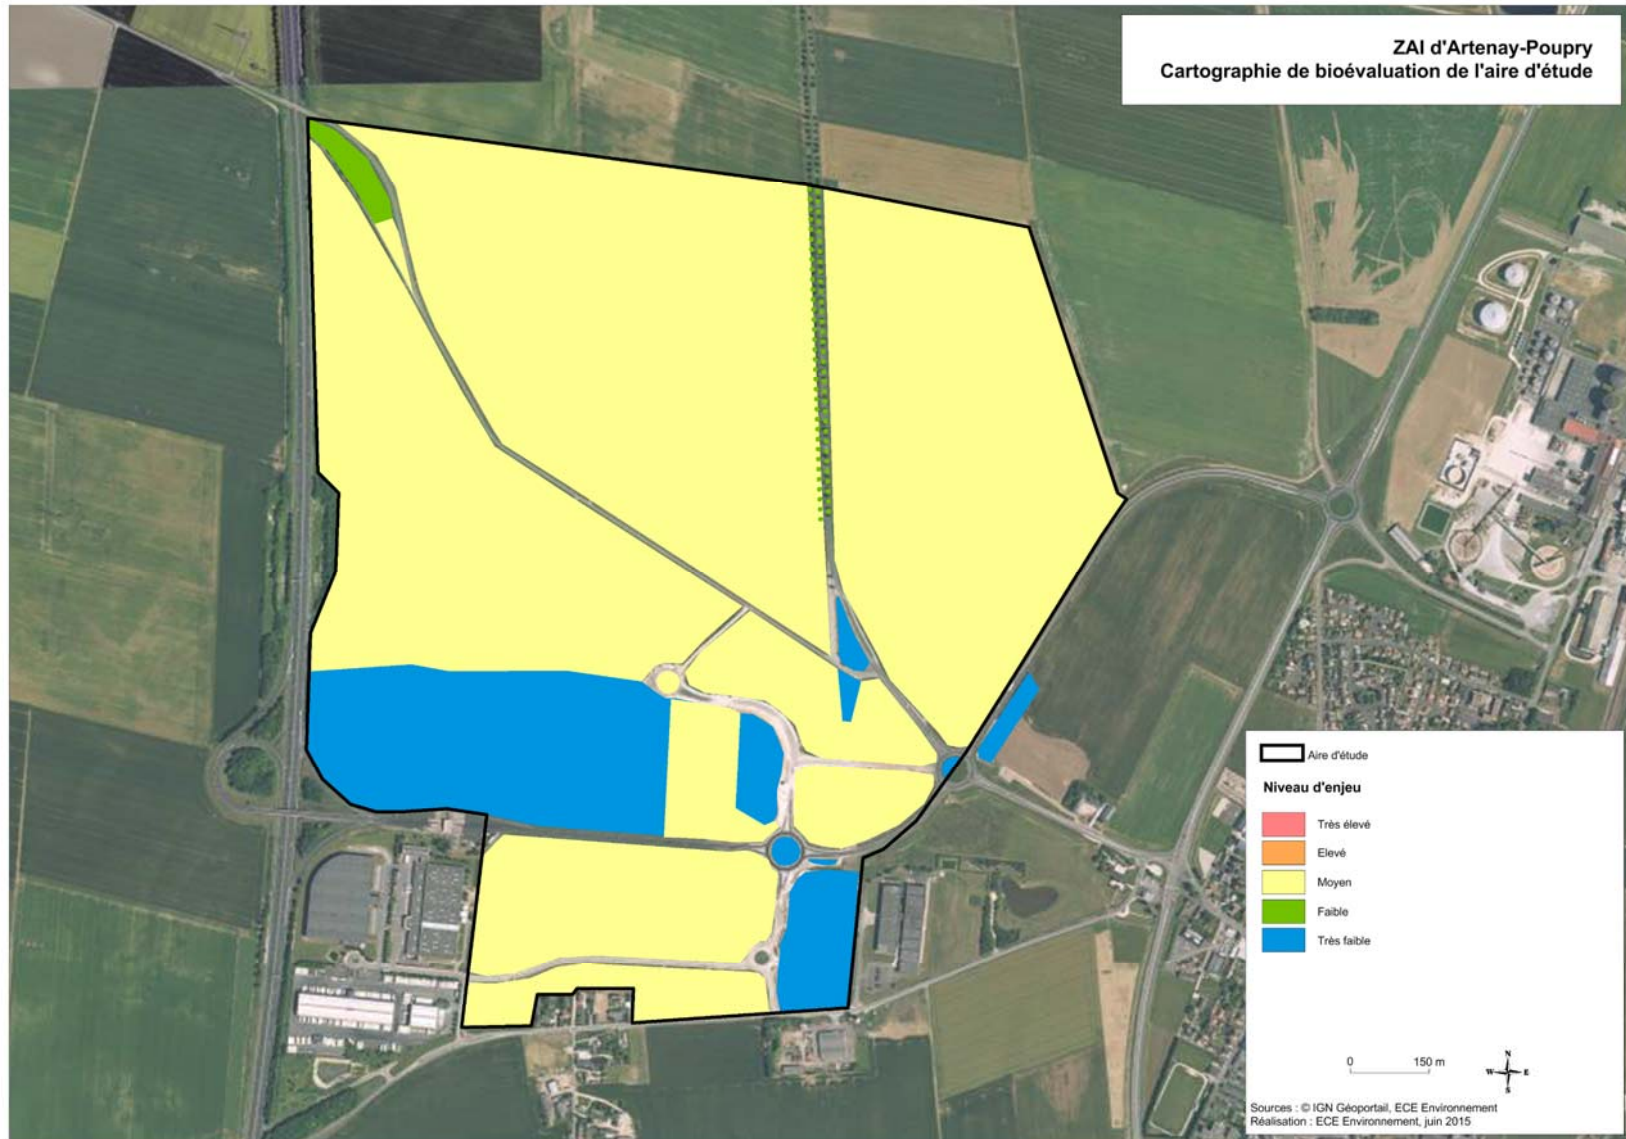 ZAI d'Artenay-Poupry
Cartographie de bioévaluation de l'aire d'étude
Aire d'étude
Niveau d'enjeu
Très élevé
Elevé
Moyen
Faible
Très faible
0 150 m
N
W E
S
Sources : © IGN Géoportail, ECE Environnement
Réalisation : ECE Environnement, juin 2015